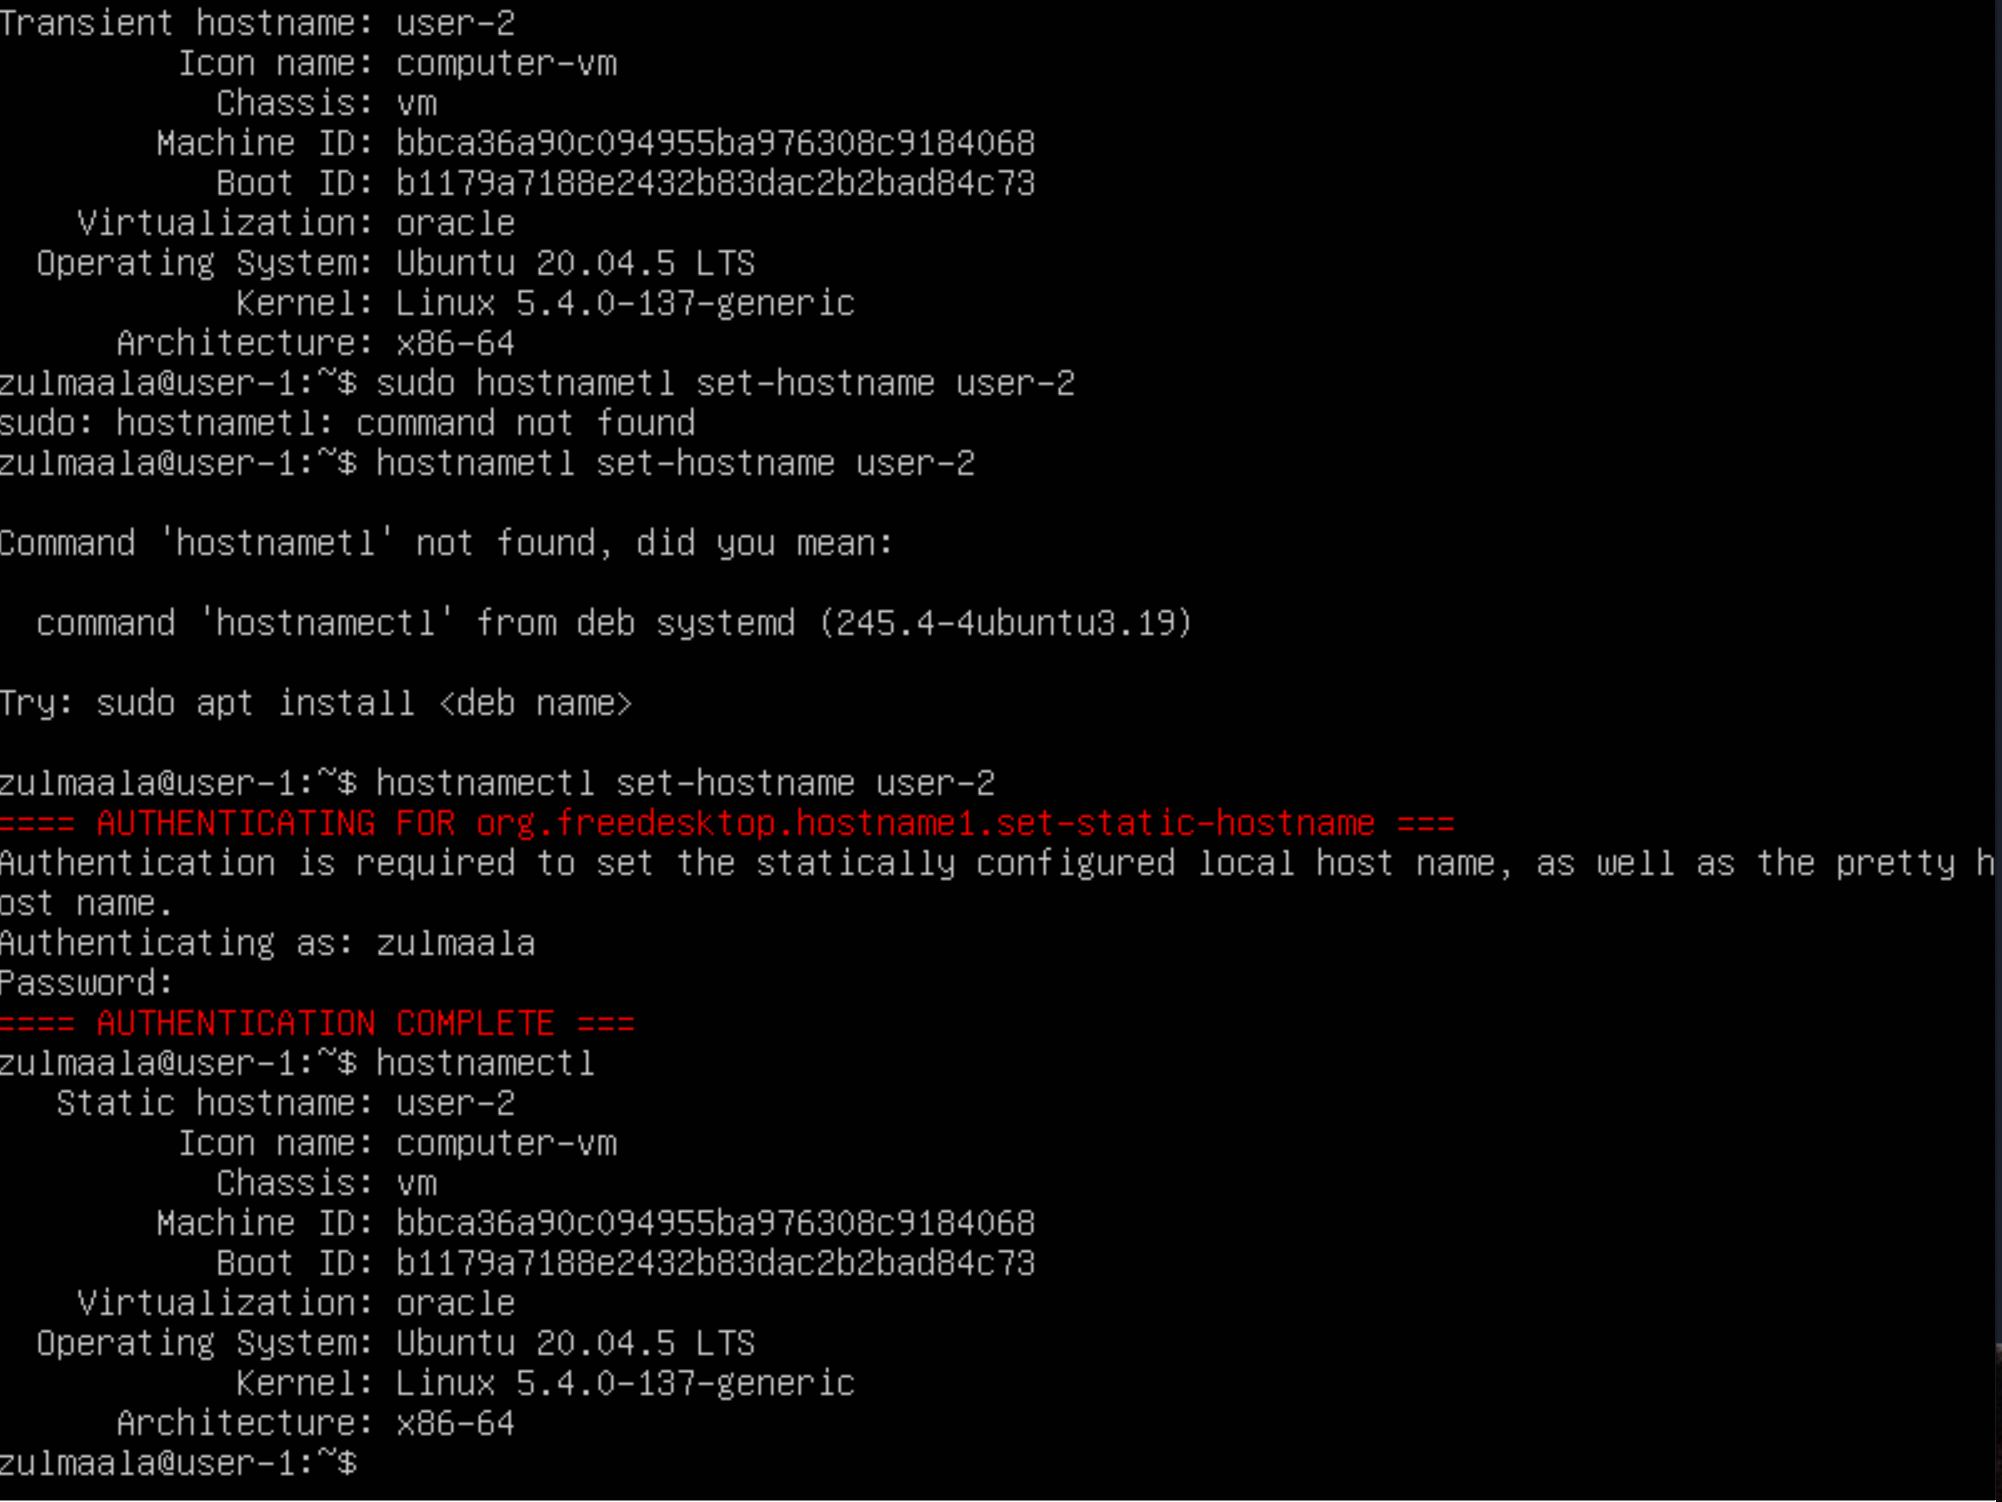 Transient hostname: user-2
Icon name: computer-vm
Chassis: vm
Machine ID: bbca36a90c094955ba976308c9184068
Boot ID: b1179a7188e2432b83dac2b2bad84c73
Virtualization: oracle
Operating System: Ubuntu 20.04.5 LTS
Kernel: Linux 5.4.0-137-generic
Architecture: x86-64
zulmaala@user-1:~$ sudo hostnametl set-hostname user-2
sudo: hostnametl: command not found
zulmaala@user-1:~$ hostnametl set-hostname user-2
Command 'hostnametl' not found, did you mean:
command 'hostnamectl' from deb systemd (245.4-4ubuntu3.19)
Try: sudo apt install <deb name>
zulmaala@user-1:~$ hostnamectl set-hostname user-2
==== AUTHENTICATING FOR org.freedesktop.hostname1.set-static-hostname ===
Authentication is required to set the statically configured local host name, as well as the pretty h
ost name.
Authenticating as: zulmaala
Password:
==== AUTHENTICATION COMPLETE ===
zulmaala@user-1:~$ hostnamectl
Static hostname: user-2
Icon name: computer-vm
Chassis: vm
Machine ID: bbca36a90c094955ba976308c9184068
Boot ID: b1179a7188e2432b83dac2b2bad84c73
Virtualization: oracle
Operating System: Ubuntu 20.04.5 LTS
Kernel: Linux 5.4.0-137-generic
Architecture: x86-64
zulmaala@user-1:~$